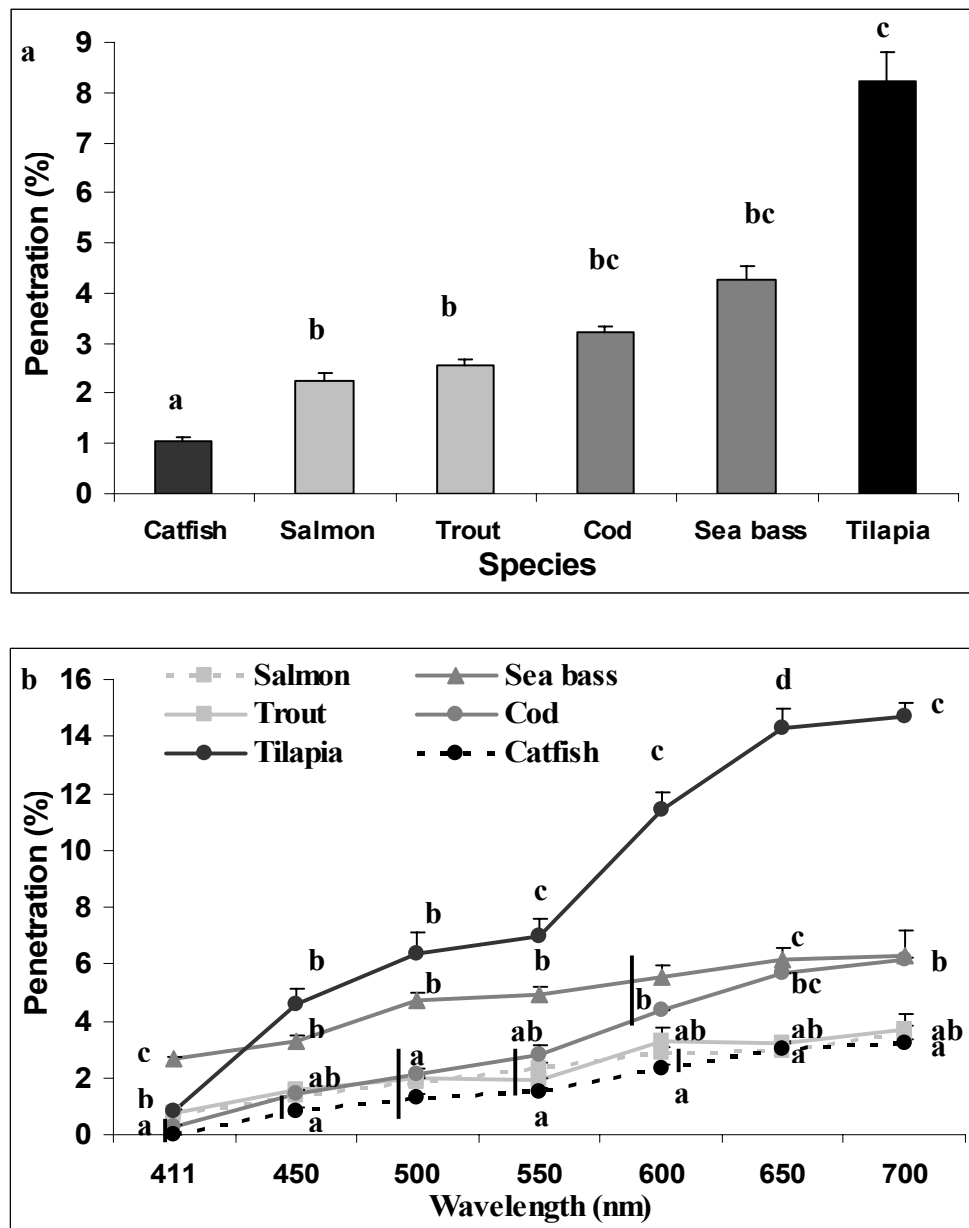 a
9
8
7
6
5
4
3
2
1
0
Penetration (%)
a
b
b
bc
bc
c
Catfish Salmon Trout Cod Sea bass Tilapia
Species
b
16
14
12
10
8
6
4
2
0
Penetration (%)
Salmon Sea bass
Trout Cod
Tilapia Catfish
c
b
a
b
b
ab
a
b
b
a
c
b
ab
a
c
b
ab
a
d
c
bc
ab
a
c
b
ab
a
411 450 500 550 600 650 700
Wavelength (nm)